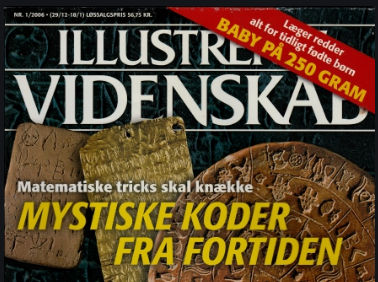 NR. 1/2006 • (29/12-18/1) LØSSALGSPRIS 56,75 KR.
Læger redder
alt for tidligt fødte børn
BABY PÅ 250 GRAM
ILLUSTRE
VIDENSKAB
Matematiske tricks skal knække
MYSTISKE KODER
FRA FORTIDEN